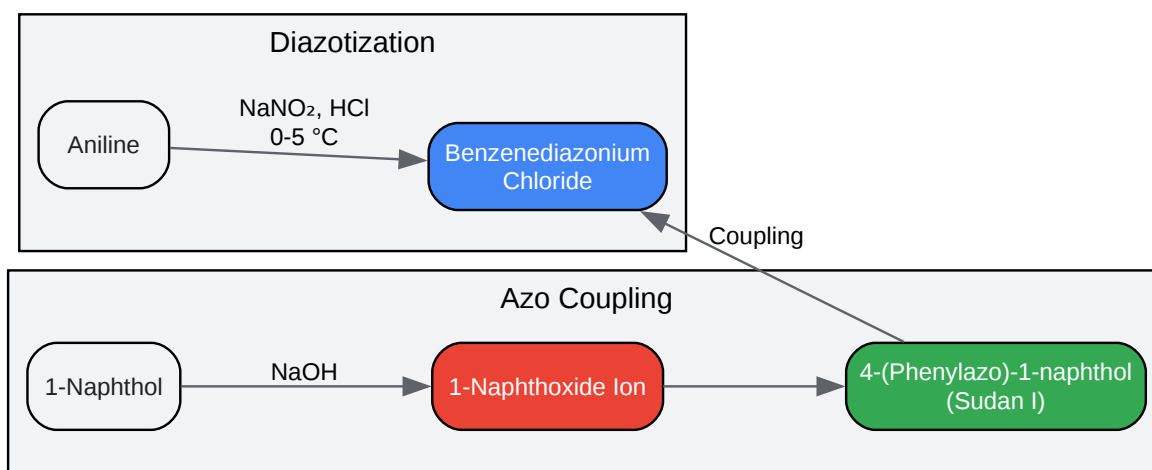 Diazotization
Aniline
NaNO₂, HCl
0-5 °C
Benzenediazonium
Chloride
Coupling
Azo Coupling
1-Naphthol
NaOH
1-Naphthoxide Ion
4-(Phenylazo)-1-naphthol
(Sudan I)